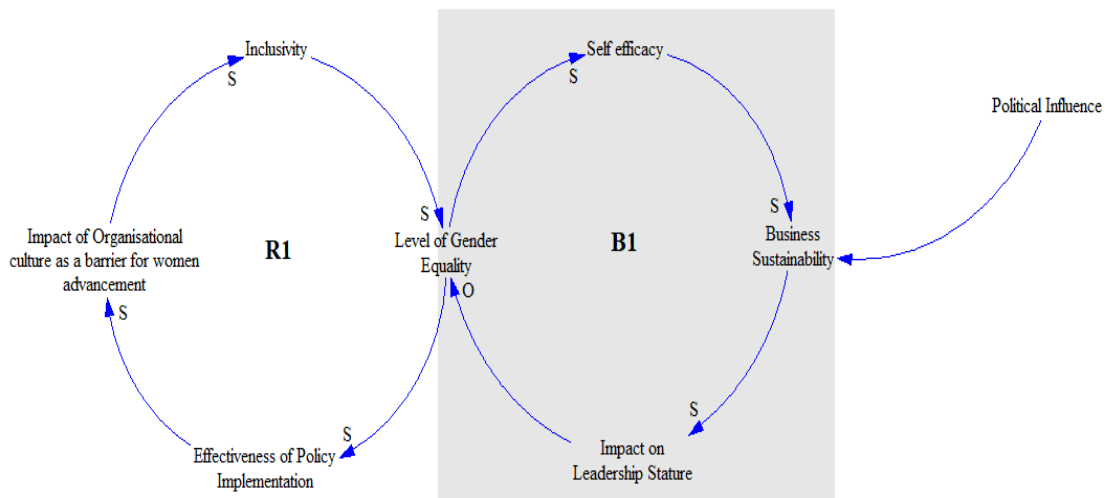 Inclusivity
S
Self efficacy
S
Political Influence
S
Level of Gender
Equality
O
S
Business
Sustainability
Impact of Organisational
culture as a barrier for women
advancement
S
R1
B1
S
Effectiveness of Policy
Implementation
S
Impact on
Leadership Stature